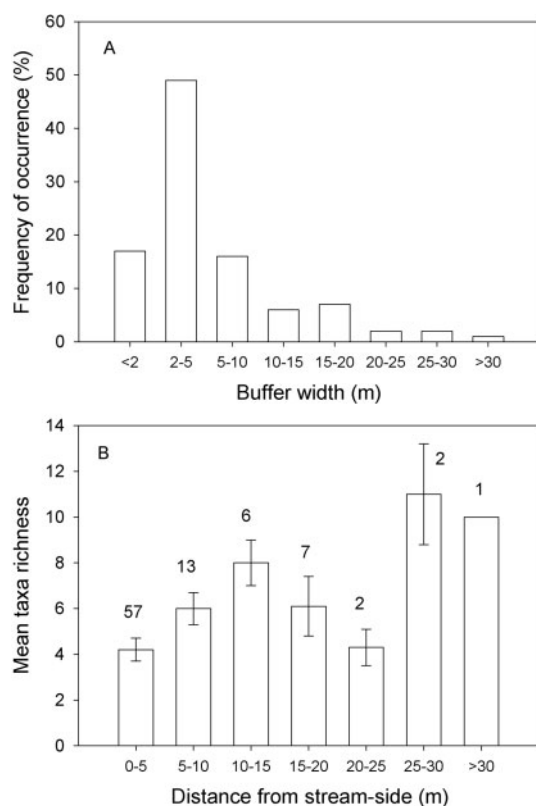 A
Frequency of occurrence (%)
60
50
40
30
20
10
0
<2 2-5 5-10 10-15 15-20 20-25 25-30 >30
Buffer width (m)
B
Mean taxa richness
14
12
10
8
6
4
2
0
57 13 6 7 2 2 1
0-5 5-10 10-15 15-20 20-25 25-30 >30
Distance from stream-side (m)